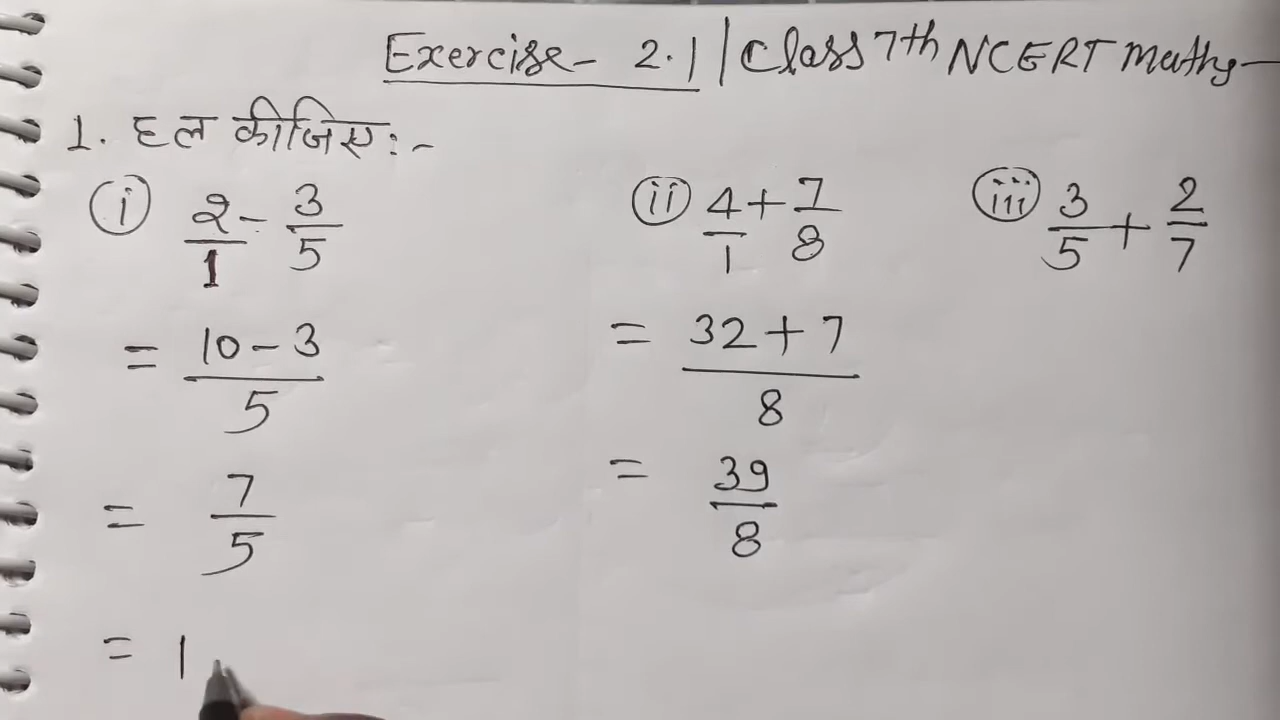 Exercise- 2.1 | Class 7th NCERT Maths-
1. हल कीजिए:-
(i) 2/1 - 3/5
= 10-3/5
= 7/5
= 1
(ii) 4/1 + 7/8
= 32+7/8
= 39/8
(iii) 3/5 + 2/7